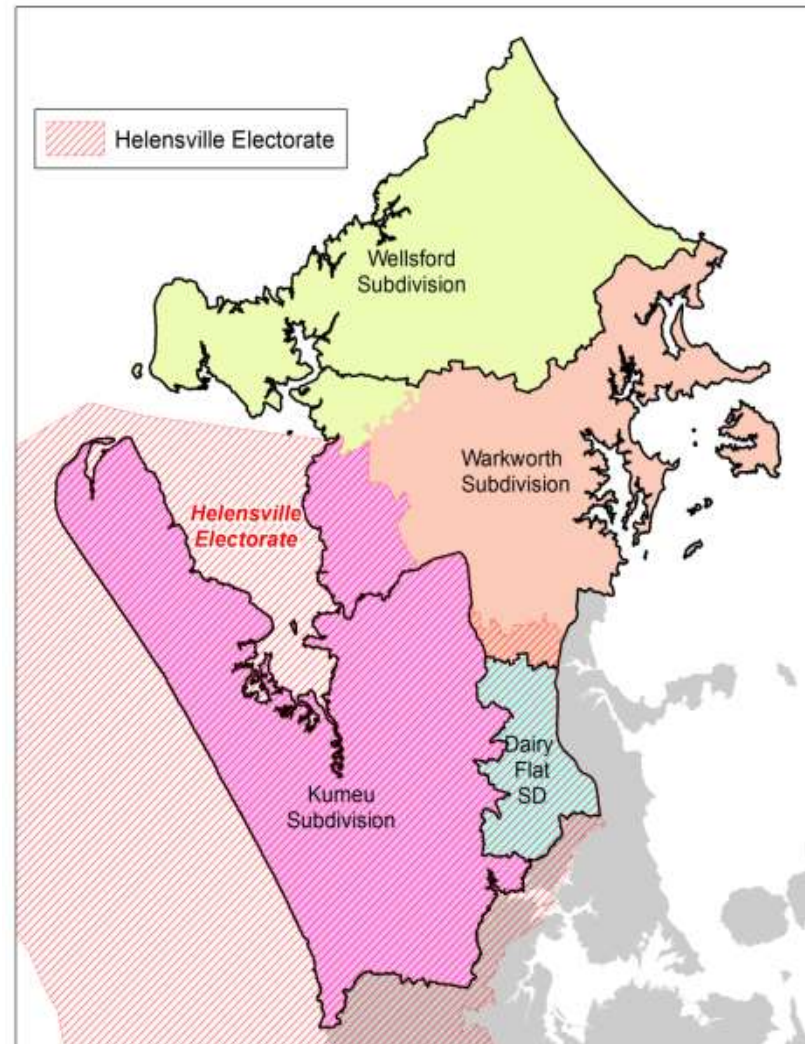 Helensville Electorate
Wellsford
Subdivision
Warkworth
Subdivision
Helensville
Electorate
Dairy
Flat
SD
Kumeu
Subdivision